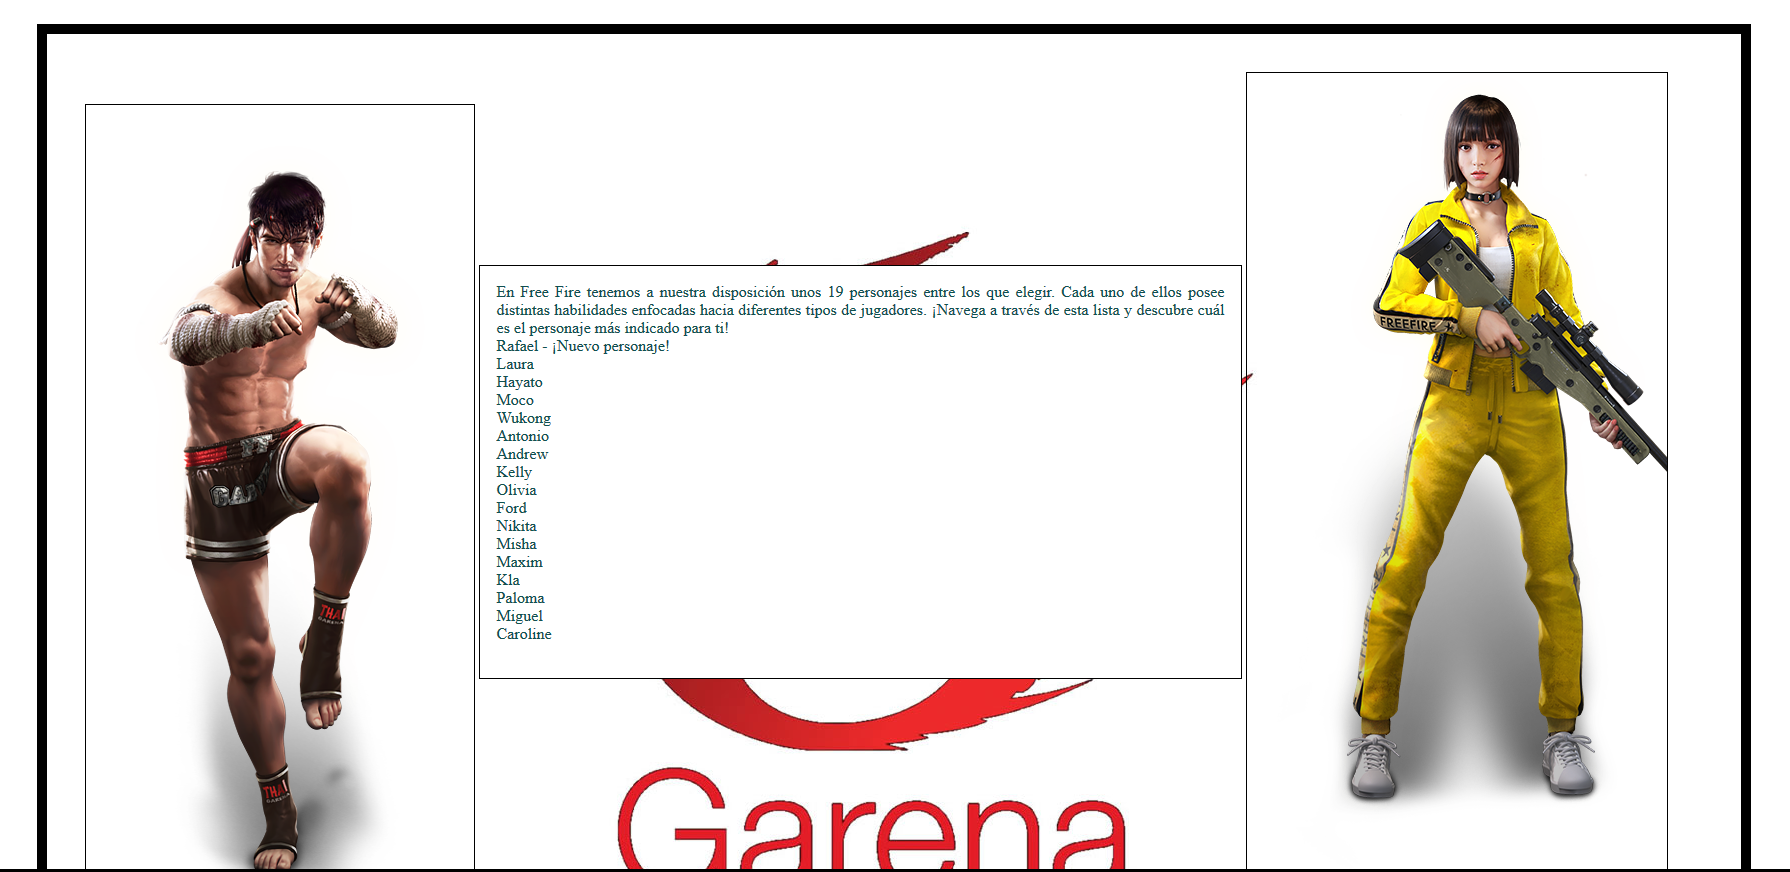 En Free Fire tenemos a nuestra disposición unos 19 personajes entre los que elegir. Cada uno de ellos posee
distintas habilidades enfocadas hacia diferentes tipos de jugadores. ¡Navega a través de esta lista y descubre cuál
es el personaje más indicado para ti!
Rafael - ¡Nuevo personaje!
Laura
Hayato
Moco
Wukong
Antonio
Andrew
Kelly
Olivia
Ford
Nikita
Misha
Maxim
Kla
Paloma
Miguel
Caroline
Garena
FREEFIRE
THAI
THAI